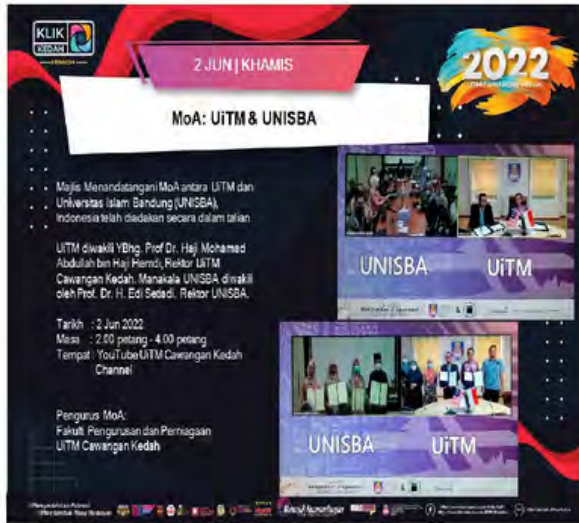 KLIK
KEDAH
2 JUN | KHAMIS
2022
MoA: UiTM & UNISBA
Majlis Menandatangani MoA antara UiTM dan
Universitas Islam Bandung (UNISBA),
Indonesia telah diadakan secara dalam talian
UiTM diwakili YBhg. Prof Dr. Haji Mohamad
Abdullah bin Haji Hemdi, Rektor UiTM
Cawangan Kedah. Manakala UNISBA diwakili
oleh Prof. Dr. H. Edi Setiadi, Rektor UNISBA.
Tarikh : 2 Jun 2022
Masa : 2.00 petang - 4.00 petang
Tempat : YouTube UiTM Cawangan Kedah
Channel
Pengurus MoA:
Fakulti Pengurusan dan Perniagaan
UiTM Cawangan Kedah
UNISBA
UiTM
UNISBA
UiTM